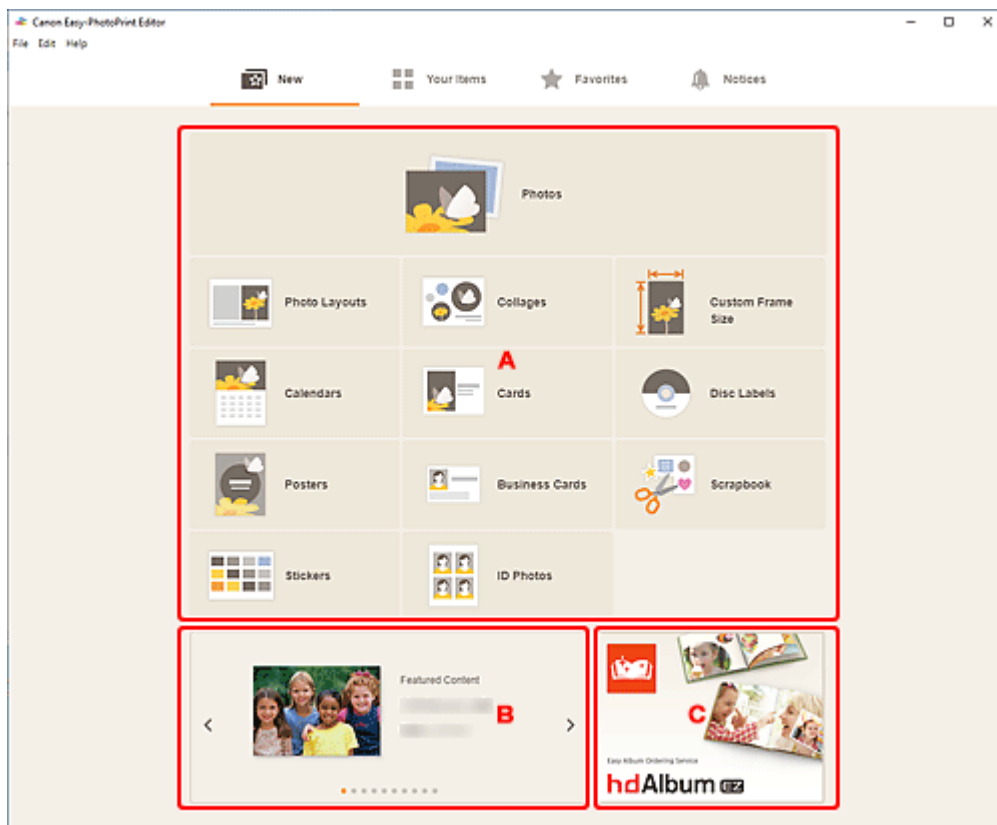 Canon Easy-PhotoPrint Editor
File Edit Help
New Your Items Favorites Notices
Photos
Photo Layouts Collages Custom Frame
Size
A
Calendars Cards Disc Labels
Posters Business Cards Scrapbook
Stickers ID Photos
Featured Content
B
C
Easy Album Ordering Service
hdAlbum EZ